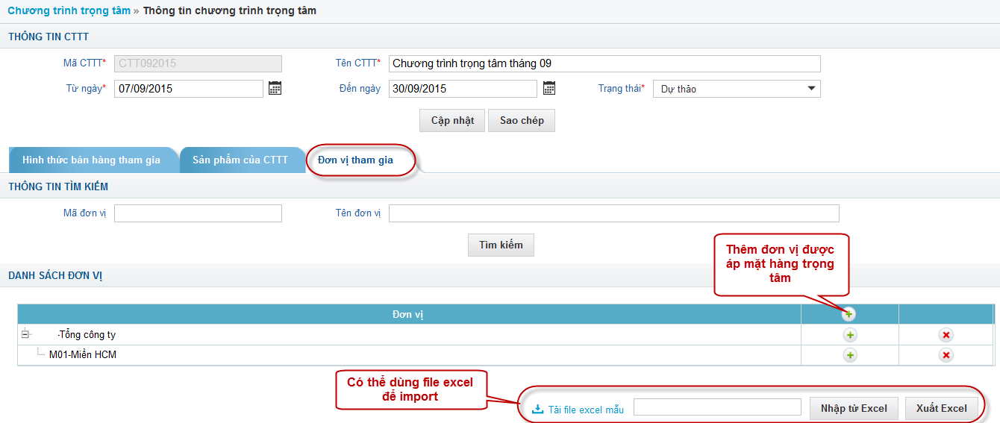 Chương trình trọng tâm » Thông tin chương trình trọng tâm
THÔNG TIN CTTT
Mã CTTT* CTT092015 Tên CTTT* Chương trình trọng tâm tháng 09
Từ ngày* 07/09/2015 Đến ngày 30/09/2015 Trạng thái* Dự thảo
Cập nhật Sao chép
Hình thức bán hàng tham gia Sản phẩm của CTTT Đơn vị tham gia
THÔNG TIN TÌM KIẾM
Mã đơn vị Tên đơn vị
Tìm kiếm
Thêm đơn vị được
áp mặt hàng trọng
tâm
DANH SÁCH ĐƠN VỊ
Đơn vị
-Tổng công ty
M01-Miền HCM
Có thể dùng file excel
để import
Tải file excel mẫu Nhập từ Excel Xuất Excel